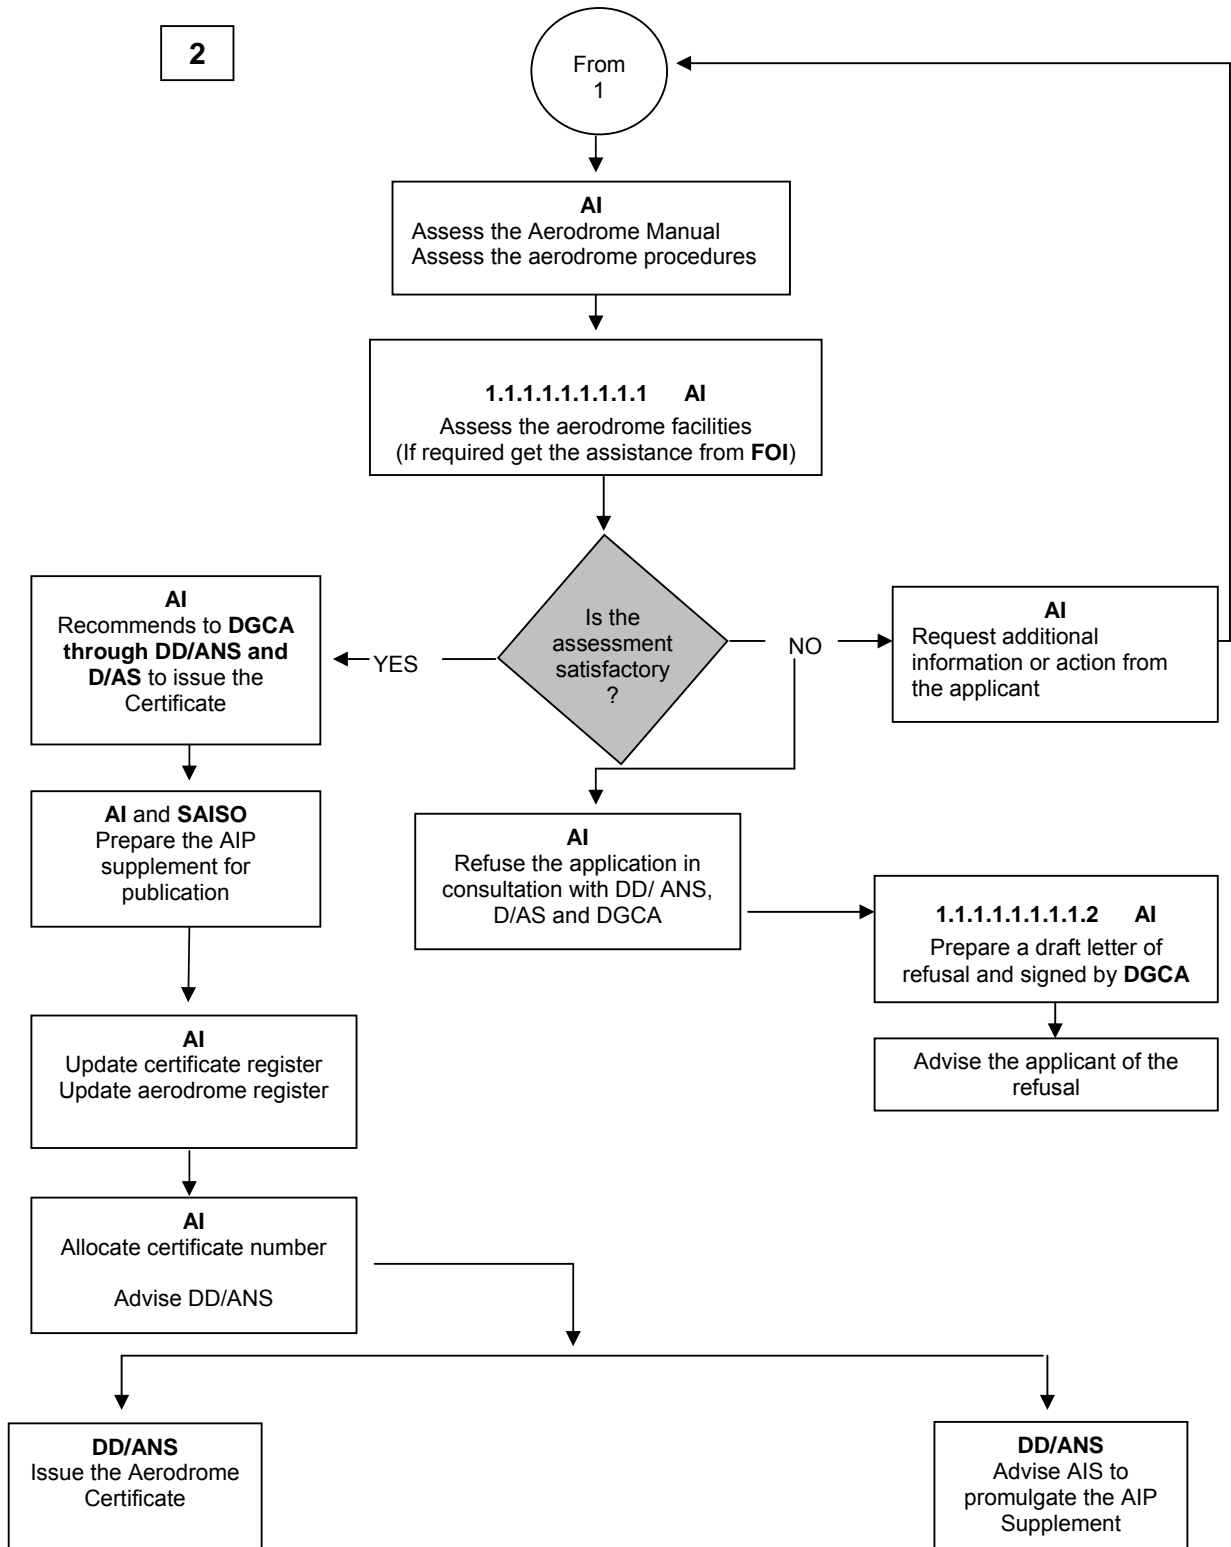 2
From
1
AI
Assess the Aerodrome Manual
Assess the aerodrome procedures
1.1.1.1.1.1.1.1.1 AI
Assess the aerodrome facilities
(If required get the assistance from FOI)
Is the
assessment
satisfactory
?
YES
NO
AI
Request additional
information or action from
the applicant
AI
Recommends to DGCA
through DD/ANS and
D/AS to issue the
Certificate
AI and SAISO
Prepare the AIP
supplement for
publication
AI
Refuse the application in
consultation with DD/ ANS,
D/AS and DGCA
1.1.1.1.1.1.1.1.2 AI
Prepare a draft letter of
refusal and signed by DGCA
Advise the applicant of the
refusal
AI
Update certificate register
Update aerodrome register
AI
Allocate certificate number
Advise DD/ANS
DD/ANS
Issue the Aerodrome
Certificate
DD/ANS
Advise AIS to
promulgate the AIP
Supplement